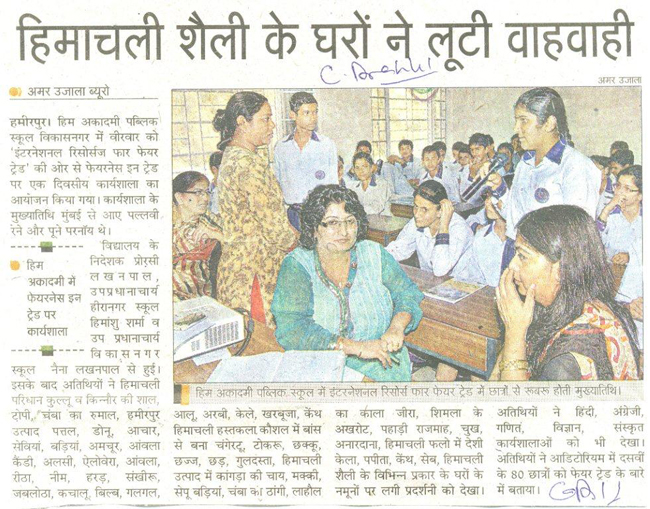 हिमाचली शैली के घरों ने लूटी वाहवाही
अमर उजाला ब्यूरो
अमर उजाला
हमीरपुर। हिम अकादमी पब्लिक
स्कूल विकासनगर में वीरवार को
'इंटरनेशनल रिसोर्सज फार फेयर
ट्रेड' की ओर से फेयरनेस इन ट्रेड
पर एक दिवसीय कार्यशाला का
आयोजन किया गया। कार्यशाला के
मुख्यातिथि मुंबई से आए पल्लवी
रेने और पूने परनॉय थे।
हिम
अकादमी में
फेयरनेस इन
ट्रेड पर
कार्यशाला
विद्यालय के
निदेशक प्रोर्.सी
लखनपाल,
उपप्रधानाचार्य
हीरानगर स्कूल
हिमांशु शर्मा व
उप प्रधानाचार्य
विकासनगर
स्कूल नैना लखनपाल से हुई।
इसके बाद अतिथियों ने हिमाचली
परिधान कुल्लू व किन्नौर की शाल,
टोपी, चंबा का रुमाल, हमीरपुर
उत्पाद पत्तल, डोनू, आचार,
सेवियां, बड़ियां, अमचूर, आंवला
कैंडी, अलसी, ऐलोवेरा, आंवला,
रीठा, नीम, हरड़, संखीरू,
जबलोठा, कचालू, बिल्व, गलगल,
हिम अकादमी पब्लिक स्कूल में इंटरनेशनल रिसोर्स फार फेयर ट्रेड में छात्रों से रूबरू होती मुख्यातिथि।
आलू, अरबी, केले, खरबूजा, कैंथ
हिमाचली हस्तकला कौशल में बांस
से बना चंगेरटू, टोकरू, छक्कू,
छज्ज, छड़, गुलदस्ता, हिमाचली
उत्पाद में कांगड़ा की चाय, मक्की,
सेपू बड़ियां, चंबा का ठांगी, लाहौल
का काला जीरा, शिमला के
अखरोट, पहाड़ी राजमाह, चुख,
अनारदाना, हिमाचली फलो में देशी
केला, पपीता, कैंथ, सेब, हिमाचली
शैली के विभिन्न प्रकार के घरों के
नमूनों पर लगी प्रदर्शनी को देखा।
अतिथियों ने हिंदी, अंग्रेजी,
गणित, विज्ञान, संस्कृत
कार्यशालाओं को भी देखा।
अतिथियों ने आडिटोरियम में दसवीं
के 80 छात्रों को फेयर ट्रेड के बारे
में बताया।